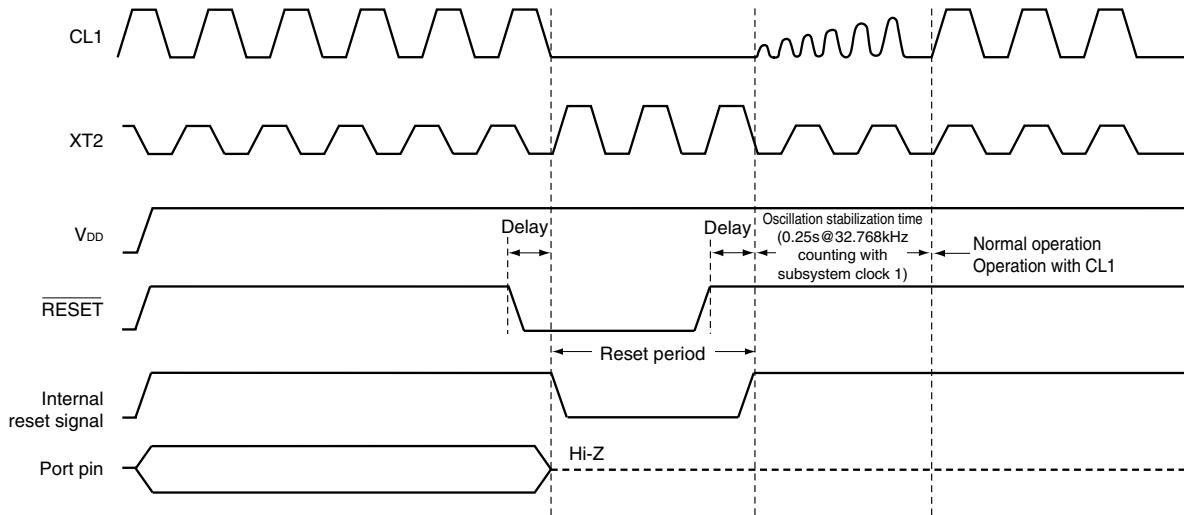 CL1
XT2
VDD
Delay
Delay
Oscillation stabilization time
(0.25s@32.768kHz
counting with
subsystem clock 1)
Normal operation
Operation with CL1
RESET
Reset period
Internal
reset signal
Hi-Z
Port pin